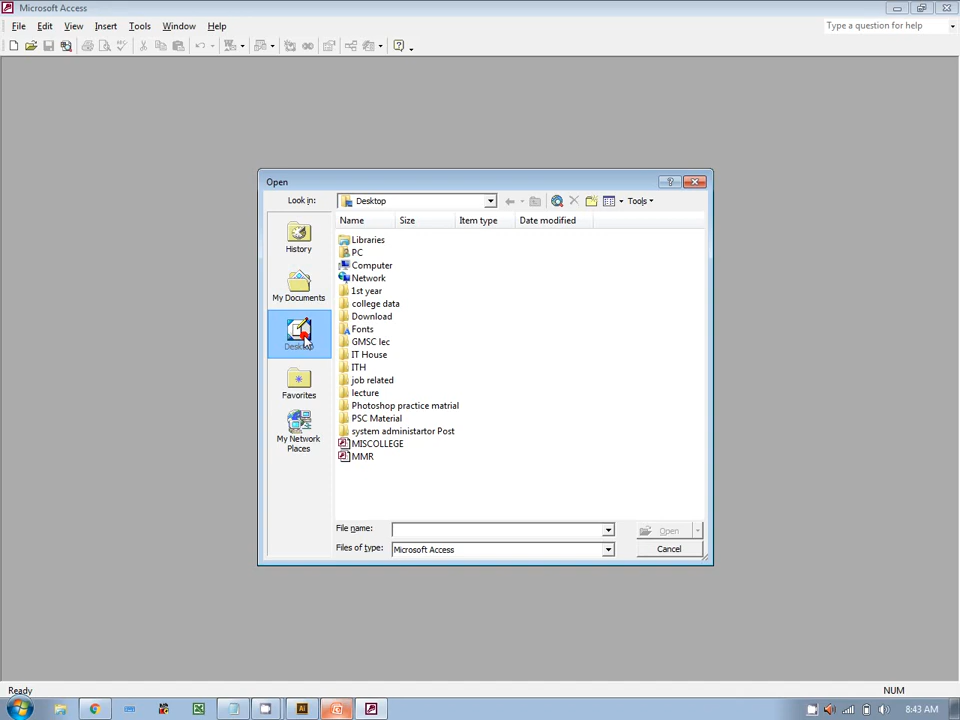 Microsoft Access
File Edit View Insert Tools Window Help
Type a question for help
Open
Look in: Desktop Tools
Name Size Item type Date modified
History
My Documents
Desktop
Favorites
My Network Places
Libraries
PC
Computer
Network
1st year
college data
Download
Fonts
GMSC lec
IT House
ITH
job related
lecture
Photoshop practice matrial
PSC Material
system administartor Post
MISCOLLEGE
MMR
File name: Open
Files of type: Microsoft Access Cancel
Ready NUM
Ai
8:43 AM